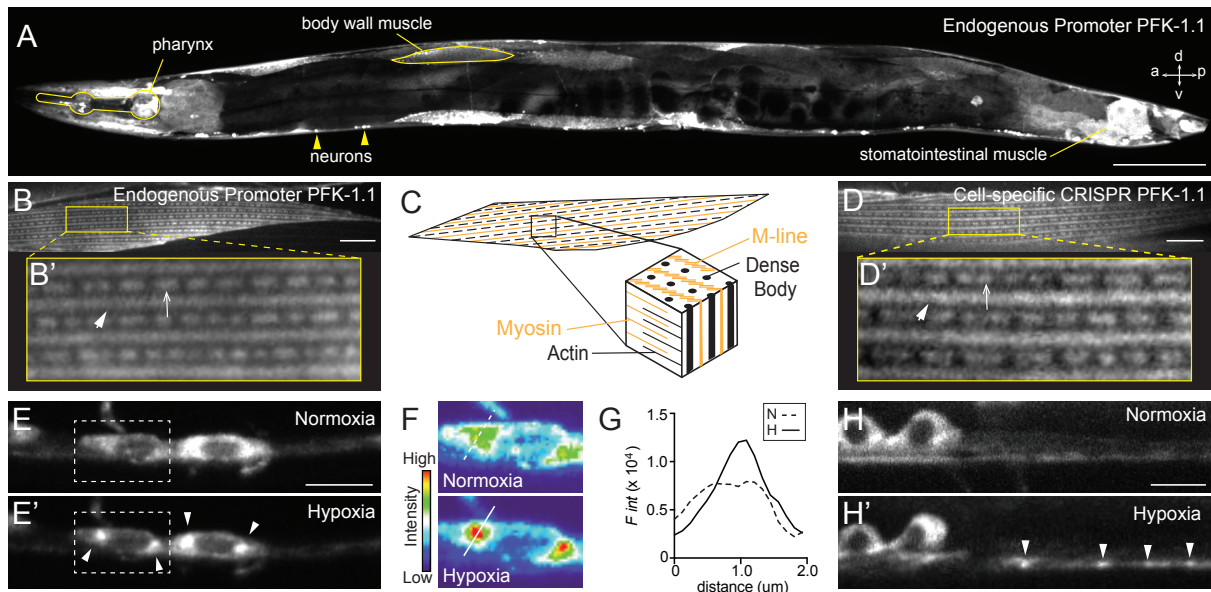 A
Endogenous Promoter PFK-1.1
body wall muscle
pharynx
d
a p
v
neurons
stomatointestinal muscle
B
Endogenous Promoter PFK-1.1
B'
C
M-line
Dense
Body
Myosin
Actin
D
Cell-specific CRISPR PFK-1.1
D'
E
Normoxia
E'
Hypoxia
F
High
Intensity
Low
Normoxia
Hypoxia
G
N
H
F int (x 10⁴)
1.5
1.0
0.5
0
0 1.0 2.0
distance (um)
H
Normoxia
H'
Hypoxia